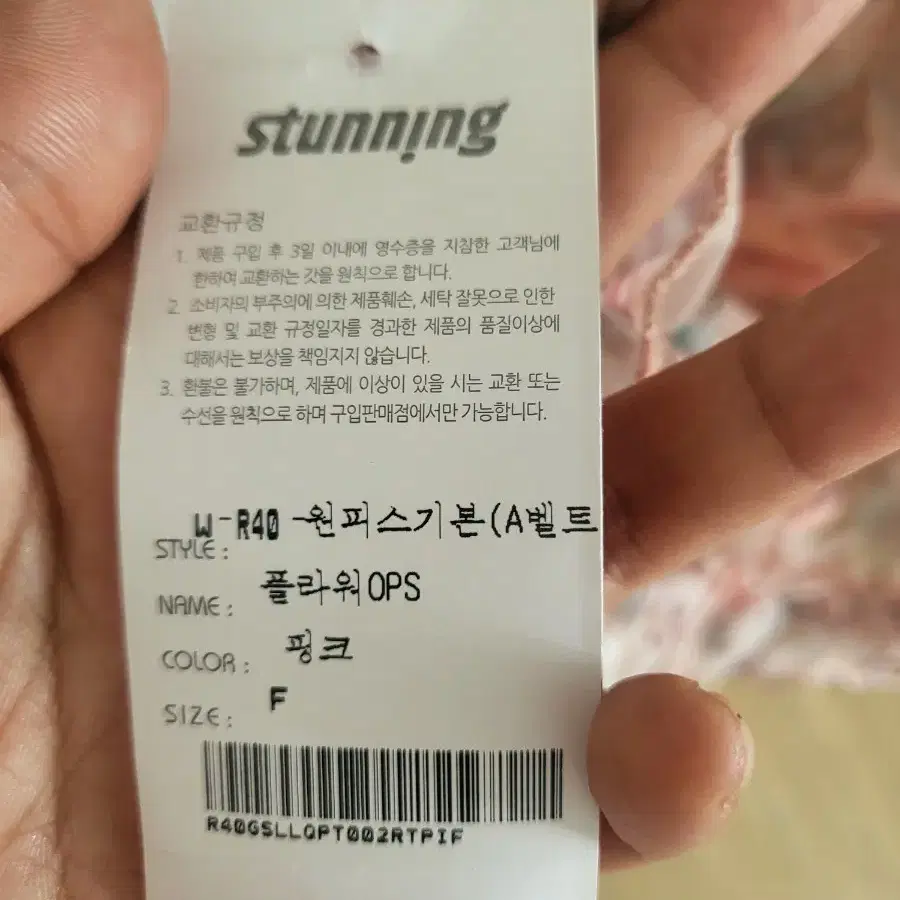 stunning
교환규정
1. 제품 구입 후 3일 이내에 영수증을 지참한 고객님에
한하여 교환하는 것을 원칙으로 합니다.
2. 소비자의 부주의에 의한 제품훼손, 세탁 잘못으로 인한
변형 및 교환 규정일자를 경과한 제품의 품질이상에
대해서는 보상을 책임지지 않습니다.
3. 환불은 불가하며, 제품에 이상이 있을 시는 교환 또는
수선을 원칙으로 하며 구입판매점에서만 가능합니다.
STYLE: W-R40-원피스기본(A벨트
NAME: 플라워OPS
COLOR: 핑크
SIZE: F
R40GSLLOPT002RTPIF